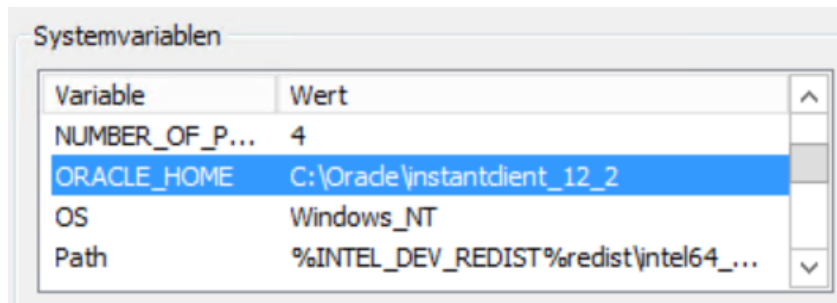 Systemvariablen
Variable Wert
NUMBER_OF_P... 4
ORACLE_HOME C:\Oracle\instantclient_12_2
OS Windows_NT
Path %INTEL_DEV_REDIST%redist\intel64_...